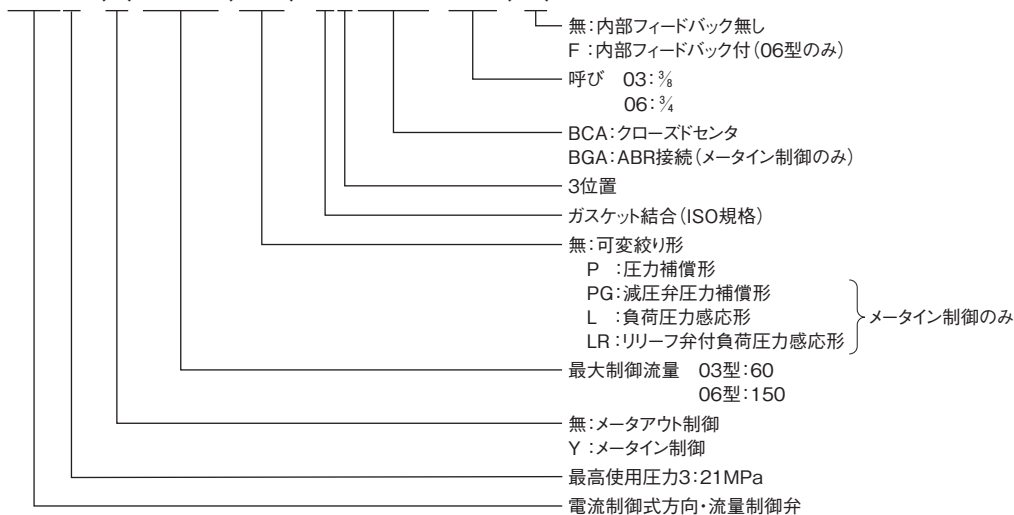 無:内部フィードバック無し
F :内部フィードバック付(06型のみ)
呼び 03:⅜
06:¾
BCA:クローズドセンタ
BGA:ABR接続(メータイン制御のみ)
3位置
ガスケット結合(ISO規格)
無:可変絞り形
P :圧力補償形
PG:減圧弁圧力補償形
L :負荷圧力感応形
LR:リリーフ弁付負荷圧力感応形
メータイン制御のみ
最大制御流量 03型:60
06型:150
無:メータアウト制御
Y :メータイン制御
最高使用圧力3:21MPa
電流制御式方向・流量制御弁